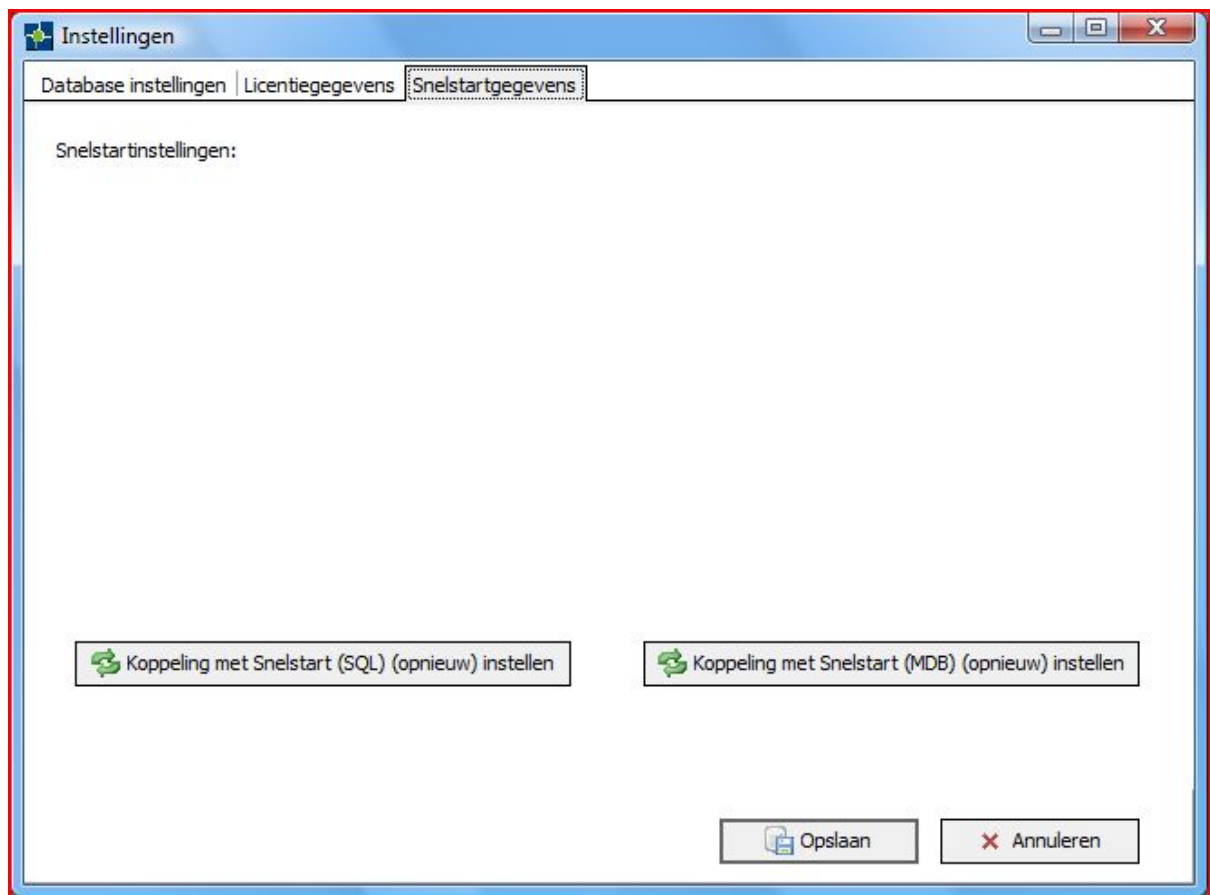 Instellingen
Database instellingen Licentiegegevens Snelstartgegevens
Snelstartinstellingen:
Koppeling met Snelstart (SQL) (opnieuw) instellen Koppeling met Snelstart (MDB) (opnieuw) instellen
Opslaan Annuleren